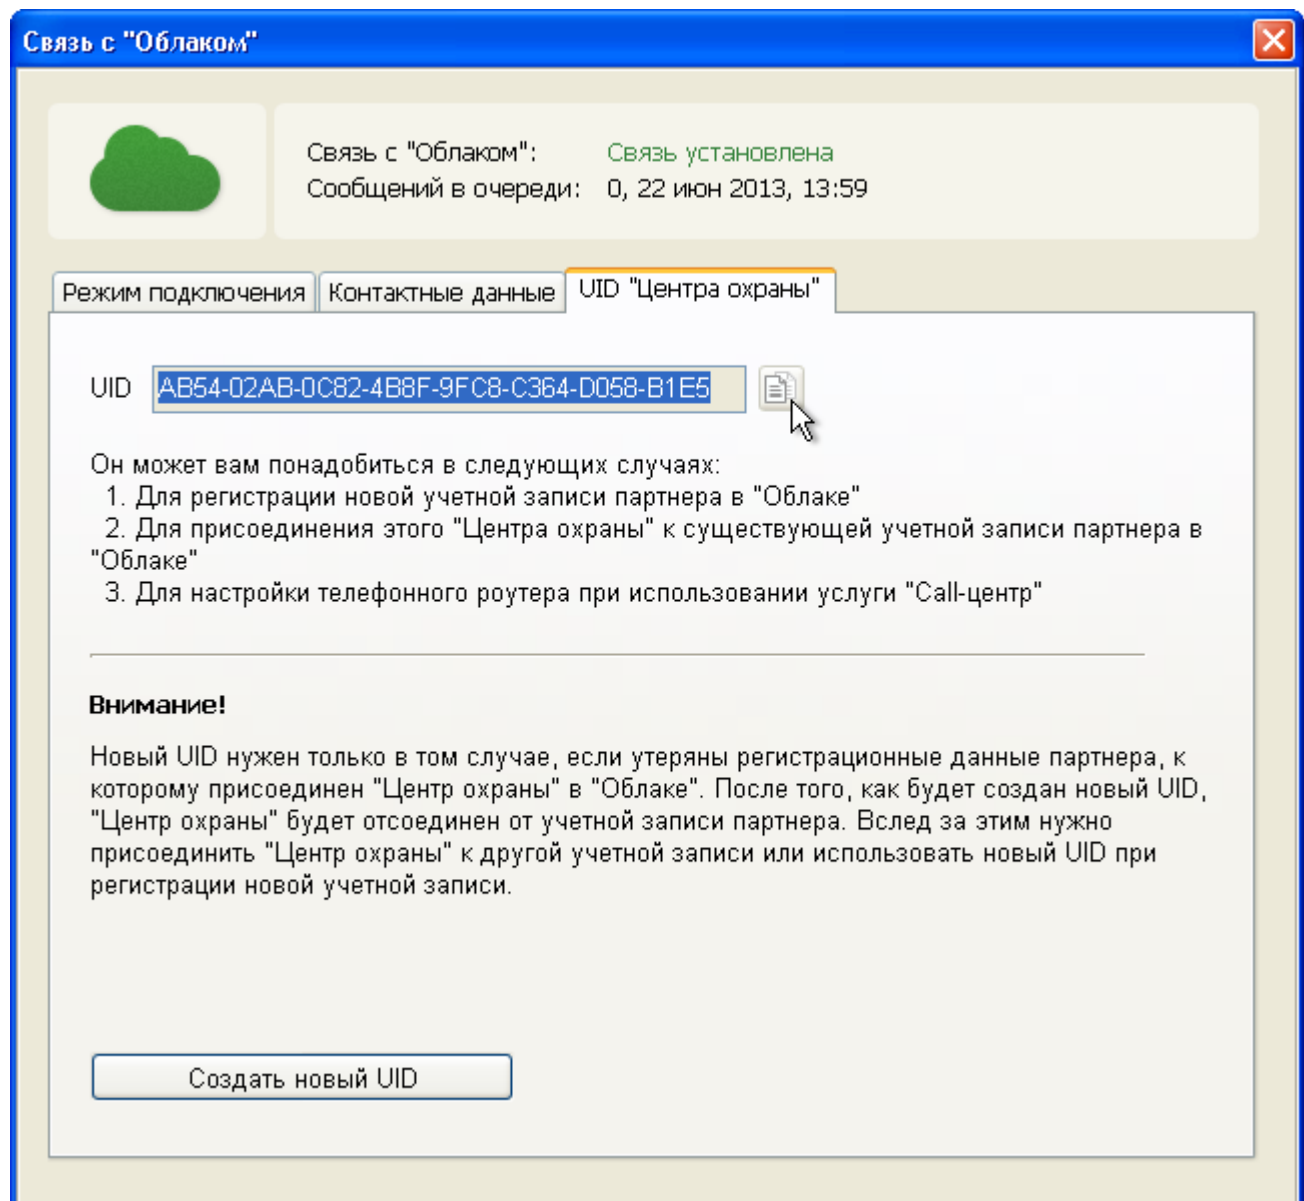 Связь с "Облаком"
Связь с "Облаком": Связь установлена
Сообщений в очереди: 0, 22 июн 2013, 13:59
Режим подключения Контактные данные UID "Центра охраны"
UID AB54-02AB-0C82-4B8F-9FC8-C364-D058-B1E5
Он может вам понадобиться в следующих случаях:
1. Для регистрации новой учетной записи партнера в "Облаке"
2. Для присоединения этого "Центра охраны" к существующей учетной записи партнера в
"Облаке"
3. Для настройки телефонного роутера при использовании услуги "Call-центр"
Внимание!
Новый UID нужен только в том случае, если утеряны регистрационные данные партнера, к
которому присоединен "Центр охраны" в "Облаке". После того, как будет создан новый UID,
"Центр охраны" будет отсоединен от учетной записи партнера. Вслед за этим нужно
присоединить "Центр охраны" к другой учетной записи или использовать новый UID при
регистрации новой учетной записи.
Создать новый UID